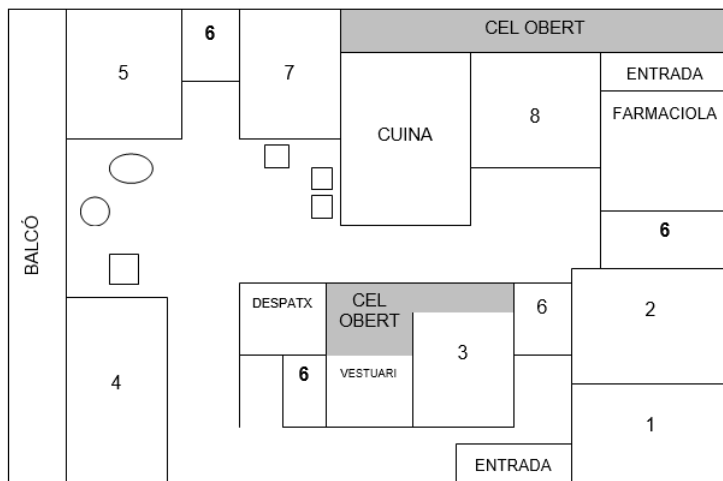 CEL OBERT
6
5
7
ENTRADA
CUINA
8
FARMACIOLA
BALCÓ
6
DESPATX
CEL
OBERT
6
2
3
4
6
VESTUARI
1
ENTRADA